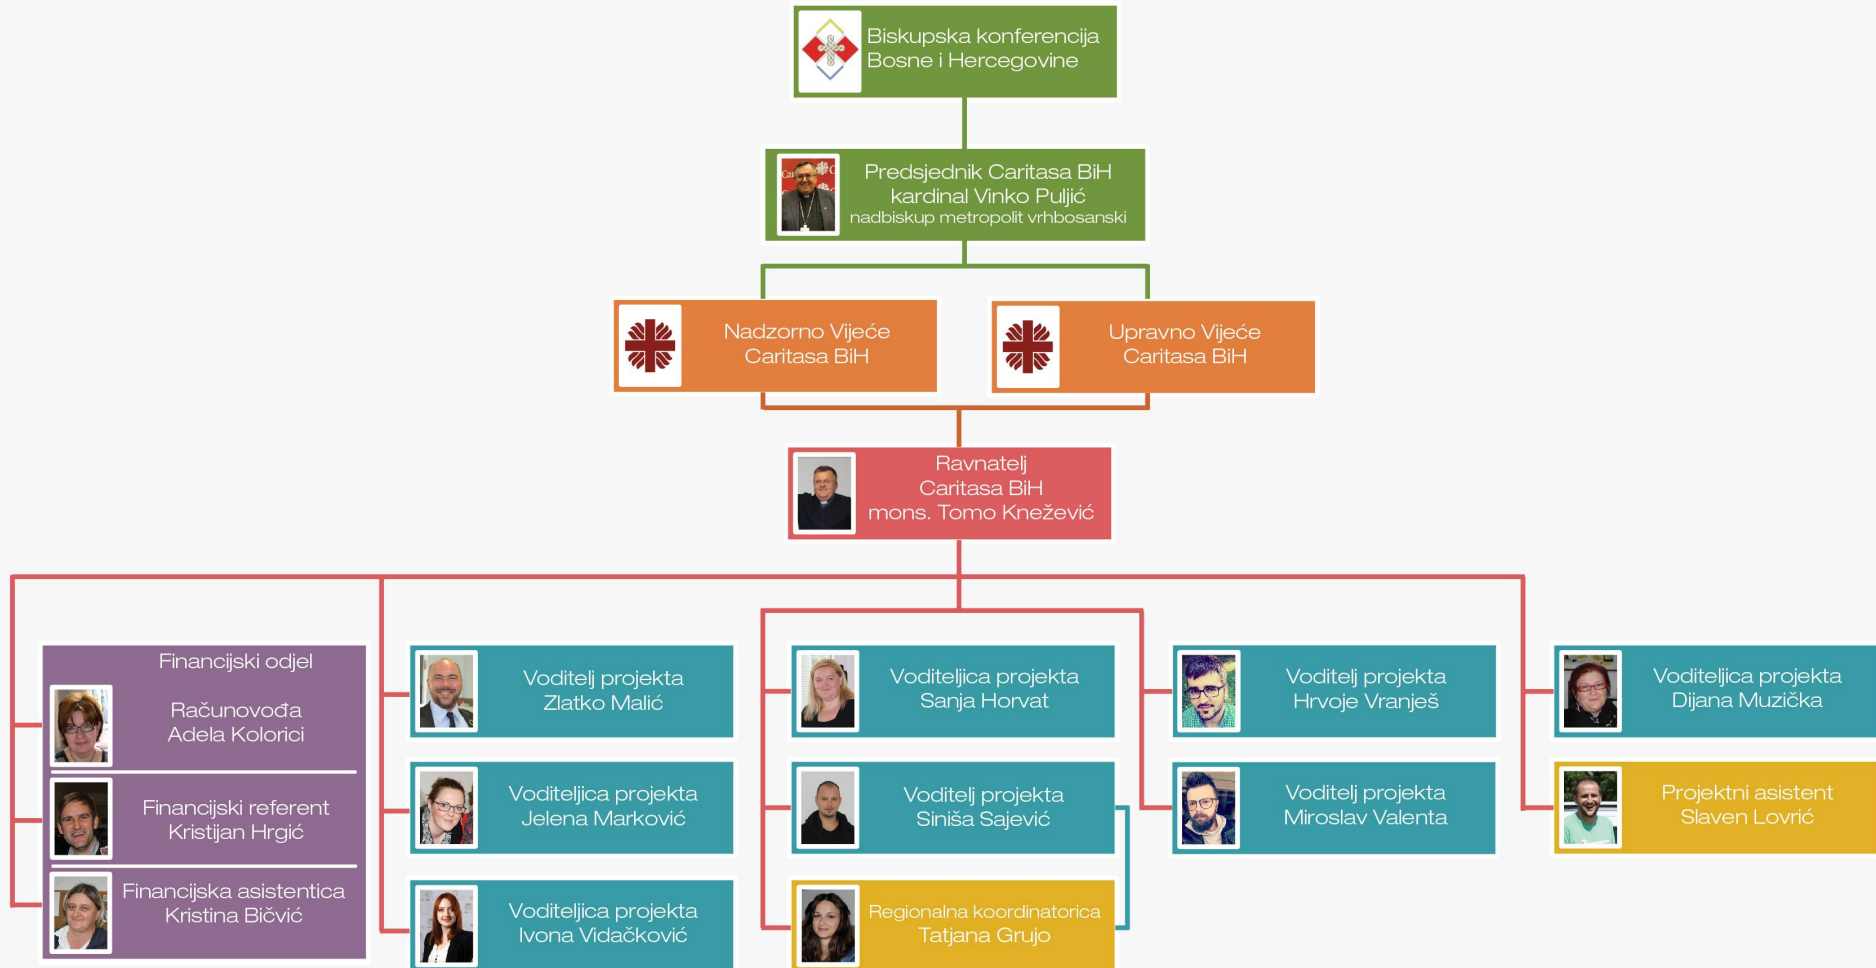 Biskupska konferencija
Bosne i Hercegovine
Predsjednik Caritasa BiH
kardinal Vinko Puljić
nadbiskup metropolit vrhbosanski
Nadzorno Vijeće
Caritasa BiH
Upravno Vijeće
Caritasa BiH
Ravnatelj
Caritasa BiH
mons. Tomo Knežević
Financijski odjel
Računovođa
Adela Kolorici
Financijski referent
Kristijan Hrgić
Financijska asistentica
Kristina Bičvić
Voditelj projekta
Zlatko Malić
Voditeljica projekta
Jelena Marković
Voditeljica projekta
Ivona Vidačković
Voditeljica projekta
Sanja Horvat
Voditelj projekta
Siniša Sajević
Regionalna koordinatorica
Tatjana Grujo
Voditelj projekta
Hrvoje Vranješ
Voditelj projekta
Miroslav Valenta
Voditeljica projekta
Dijana Muzička
Projektni asistent
Slaven Lovrić